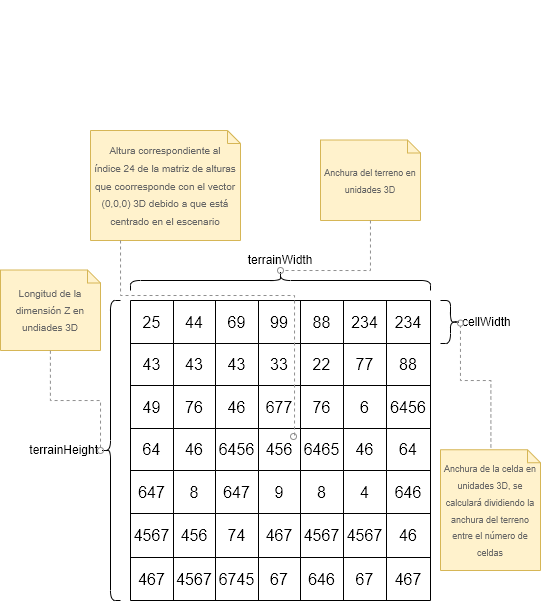 Altura correspondiente al
índice 24 de la matriz de alturas
que coorresponde con el vector
(0,0,0) 3D debido a que está
centrado en el escenario
Anchura del terreno en
unidades 3D
terrainWidth
Longitud de la
dimensión Z en
undiades 3D
25 44 69 99 88 234 234
cellWidth
43 43 43 33 22 77 88
49 76 46 677 76 6 6456
terrainHeight
64 46 6456 456 6465 46 64
647 8 647 9 8 4 646
4567 456 74 467 4567 4567 46
467 4567 6745 67 646 67 467
Anchura de la celda en
unidades 3D, se
calculará dividiendo la
anchura del terreno
entre el número de
celdas